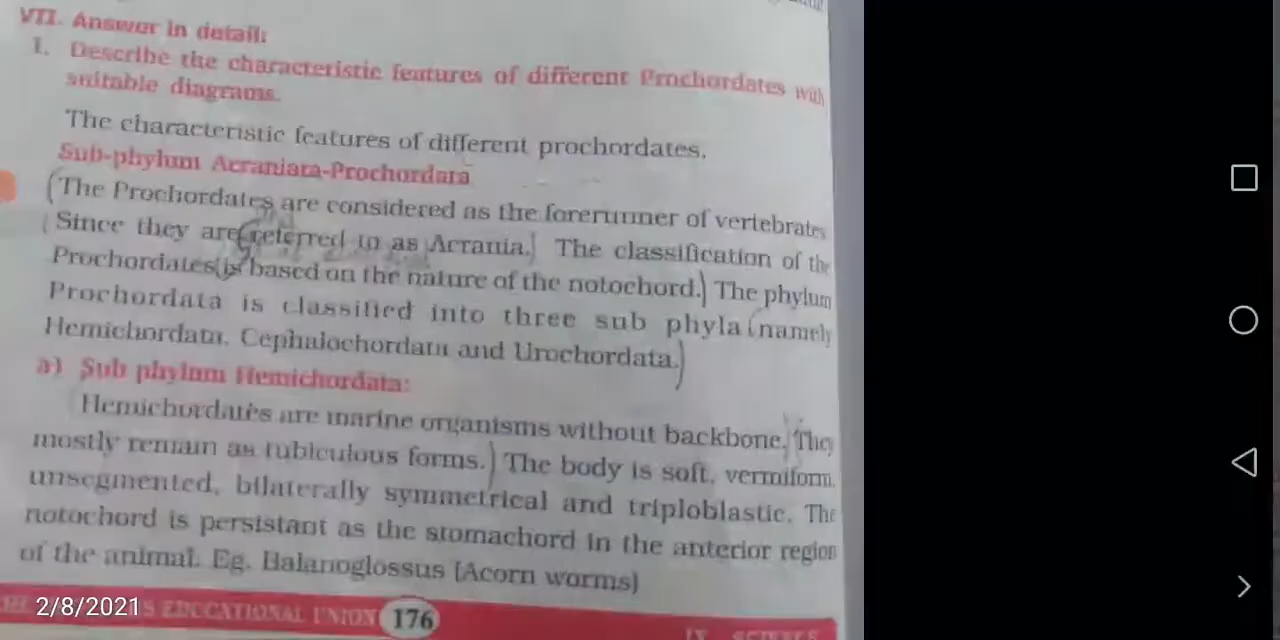 VII. Answer in detail:
1. Describe the characteristic features of different Prochordates with
suitable diagrams.
The characteristic features of different prochordates.
Sub-phylum Acraniata-Prochordara
(The Prochordates are considered as the forerunner of vertebrates
(Since they are referred to as Acrania.) The classification of the
Prochordates is based on the nature of the notochord.) The phylum
Prochordata is classified into three sub phyla (namely
Hemichordata, Cephalochordata and Urochordata.)
a) Sub phylum Hemichordata:
Hemichordates are marine organisms without backbone. They
mostly remain as tubiculous forms.) The body is soft, vermiform,
unsegmented, bilaterally symmetrical and triploblastic. The
notochord is persistant as the stomachord in the anterior region
of the animal. Eg. Balanoglossus (Acorn worms)
2/8/2021 S EDUCATIONAL UNION 176
IX SCIENCE